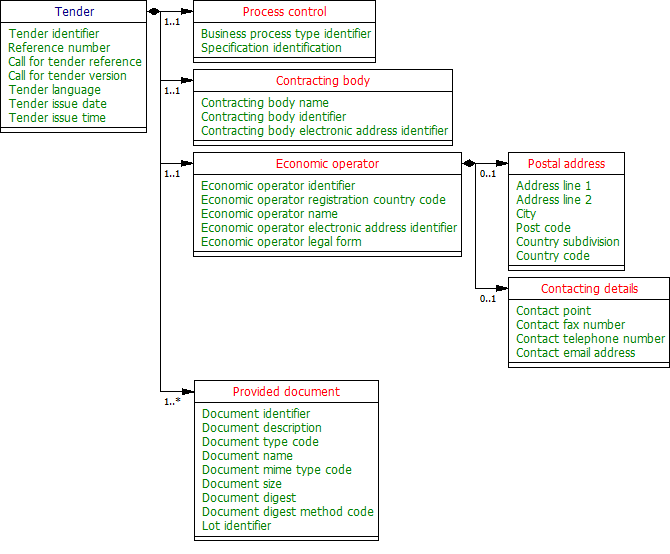 Tender
Tender identifier
Reference number
Call for tender reference
Call for tender version
Tender language
Tender issue date
Tender issue time
1..1
Process control
Business process type identifier
Specification identification
1..1
Contracting body
Contracting body name
Contracting body identifier
Contracting body electronic address identifier
1..1
Economic operator
Economic operator identifier
Economic operator registration country code
Economic operator name
Economic operator electronic address identifier
Economic operator legal form
0..1
Postal address
Address line 1
Address line 2
City
Post code
Country subdivision
Country code
0..1
Contacting details
Contact point
Contact fax number
Contact telephone number
Contact email address
1..*
Provided document
Document identifier
Document description
Document type code
Document name
Document mime type code
Document size
Document digest
Document digest method code
Lot identifier